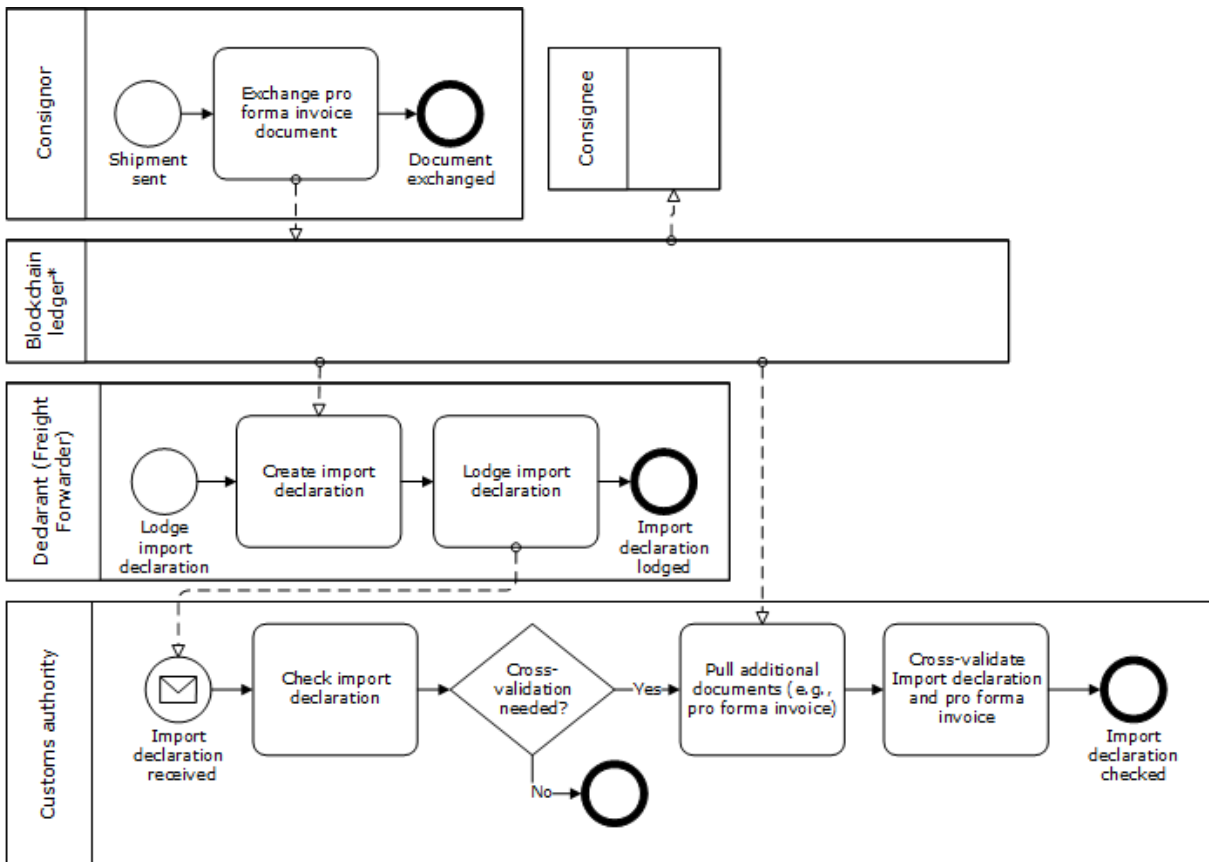 Consignor
Shipment
sent
Exchange pro
forma invoice
document
Document
exchanged
Consignee
Blockchain
ledger*
Declarant (Freight
Forwarder)
Lodge
import
declaration
Create import
declaration
Lodge import
declaration
Import
declaration
lodged
Customs authority
Import
declaration
received
Check import
declaration
Cross-
validation
needed?
Yes
No
Pull additional
documents (e.g.,
pro forma invoice)
Cross-validate
Import declaration
and pro forma
invoice
Import
declaration
checked